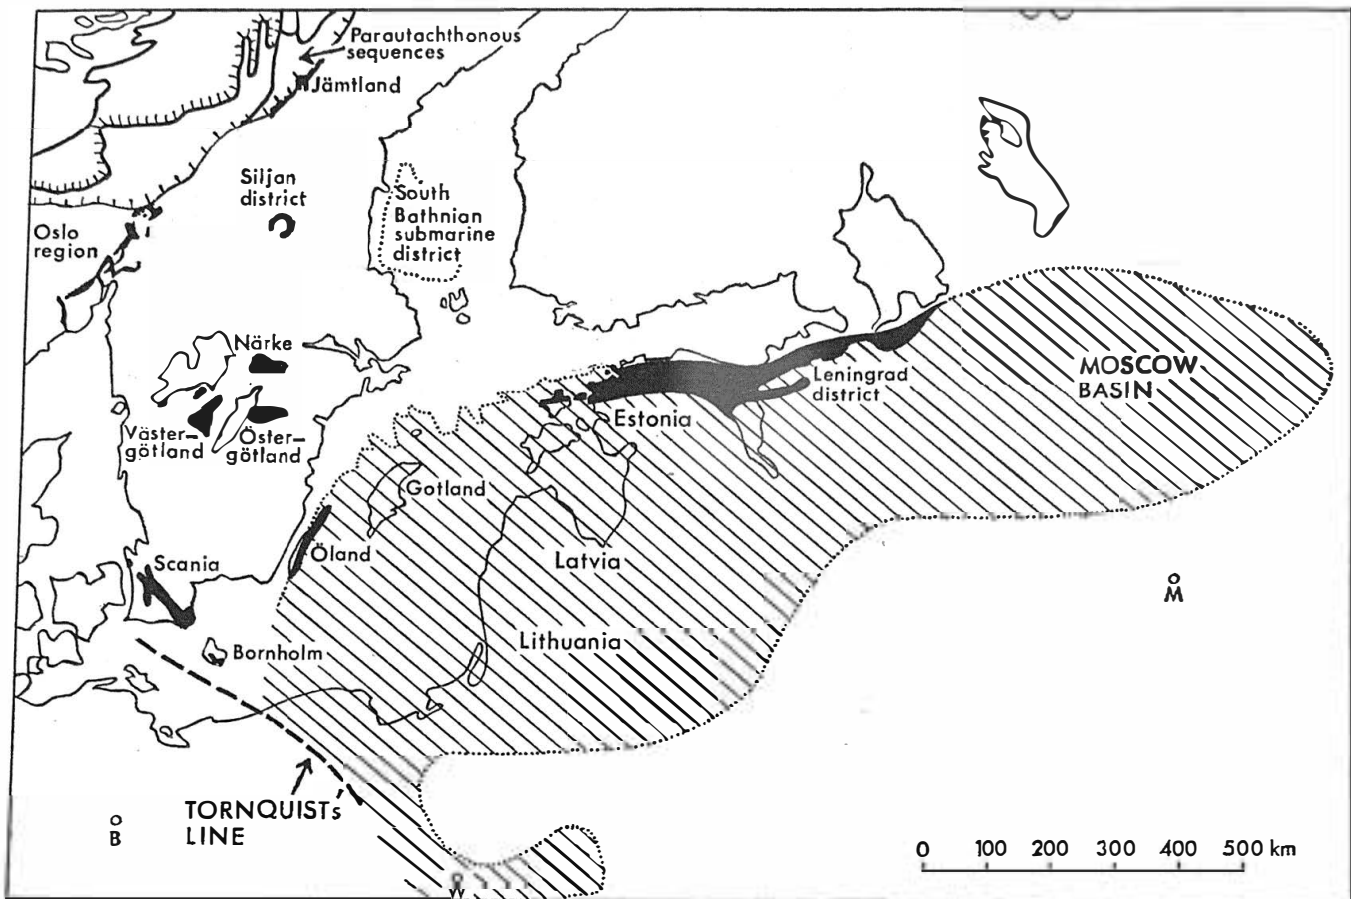 Parautachthonous
sequences
Jämtland
Siljan
district
South
Bathnian
submarine
district
Oslo
region
Närke
MOSCOW
BASIN
Leningrad
district
Estonia
Väster-
götland
Öster-
götland
Gotland
Öland
Latvia
Scania
M
Lithuania
Bornholm
TORNQUISTs'
LINE
B
0 100 200 300 400 500 km
W